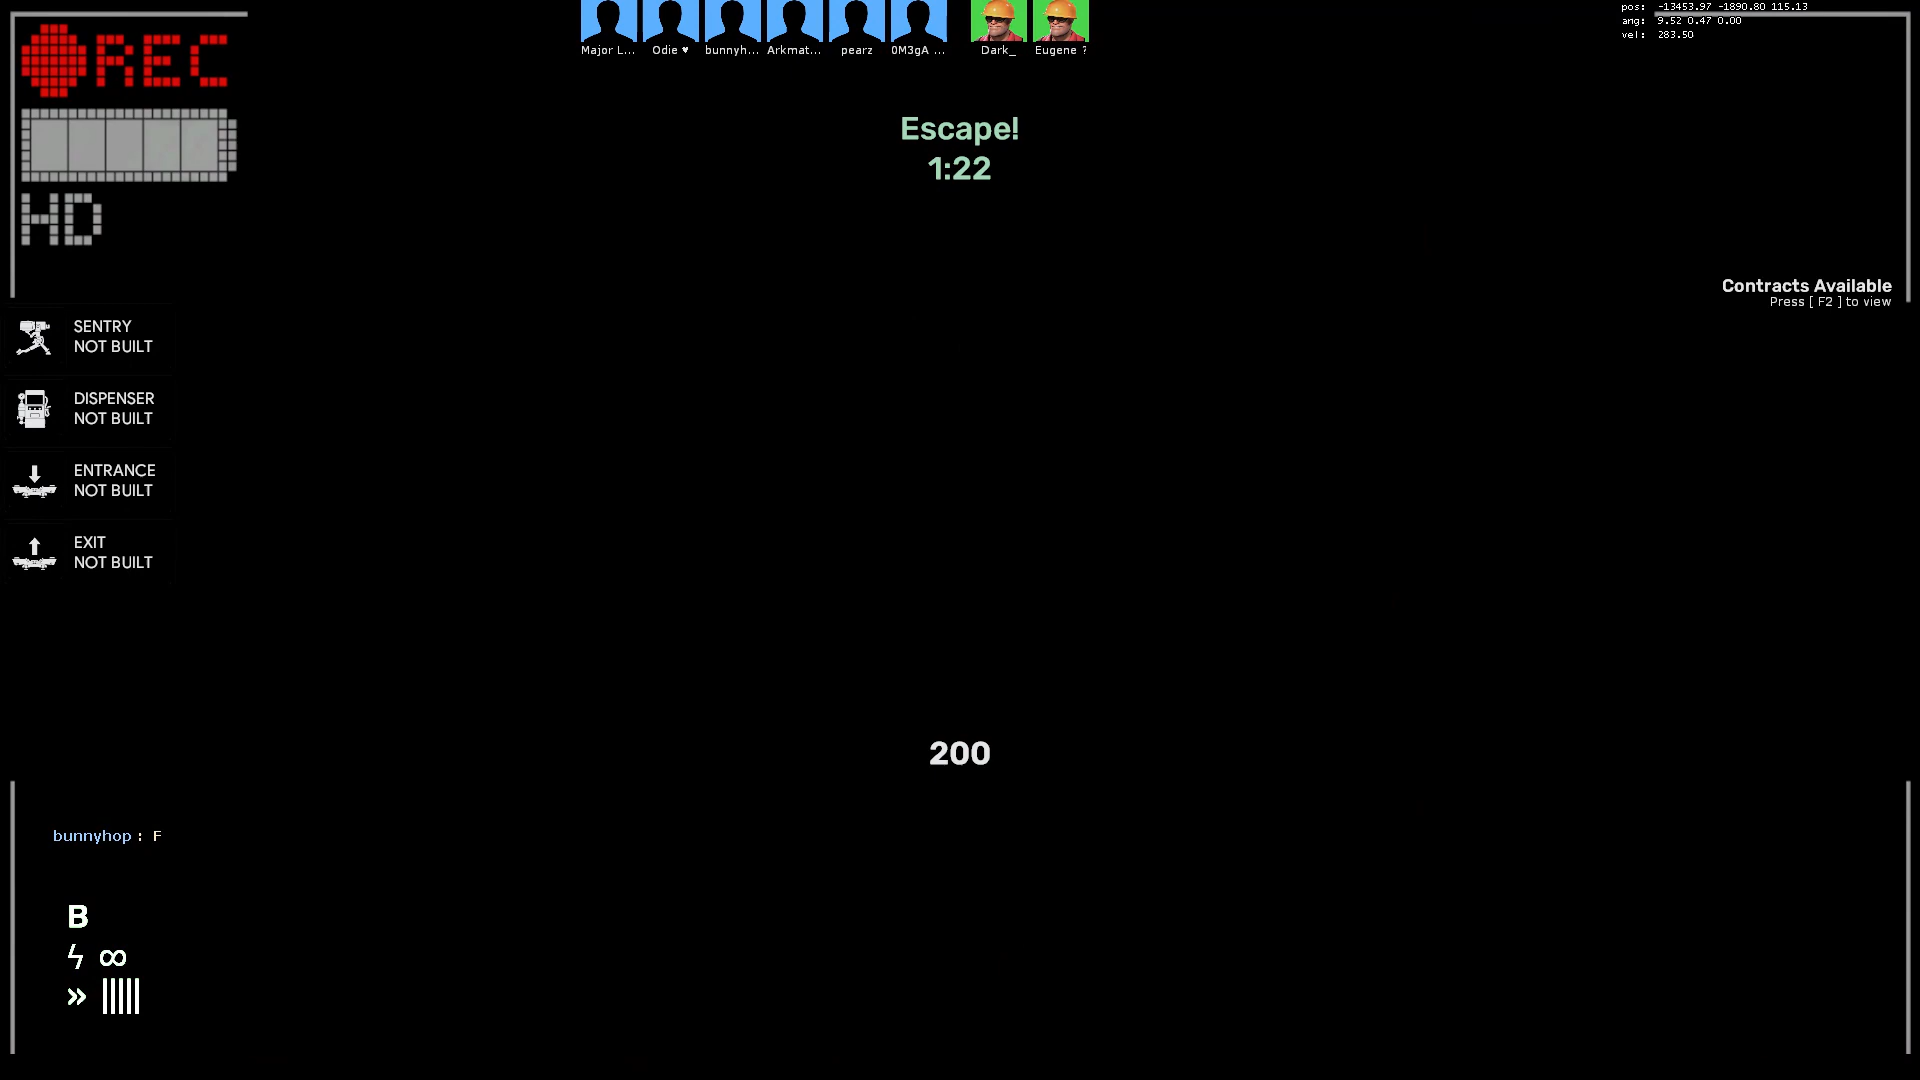 REC
HD
Major L...
Odie ♥
bunnyh...
Arkmat...
pearz
0M3gA ...
Dark_
Eugene ?
pos: -13453.97 -1890.80 115.13
ang: 9.52 0.47 0.00
vel: 283.50
Escape!
1:22
Contracts Available
Press [ F2 ] to view
SENTRY
NOT BUILT
DISPENSER
NOT BUILT
ENTRANCE
NOT BUILT
EXIT
NOT BUILT
200
bunnyhop : F
B
∞
»